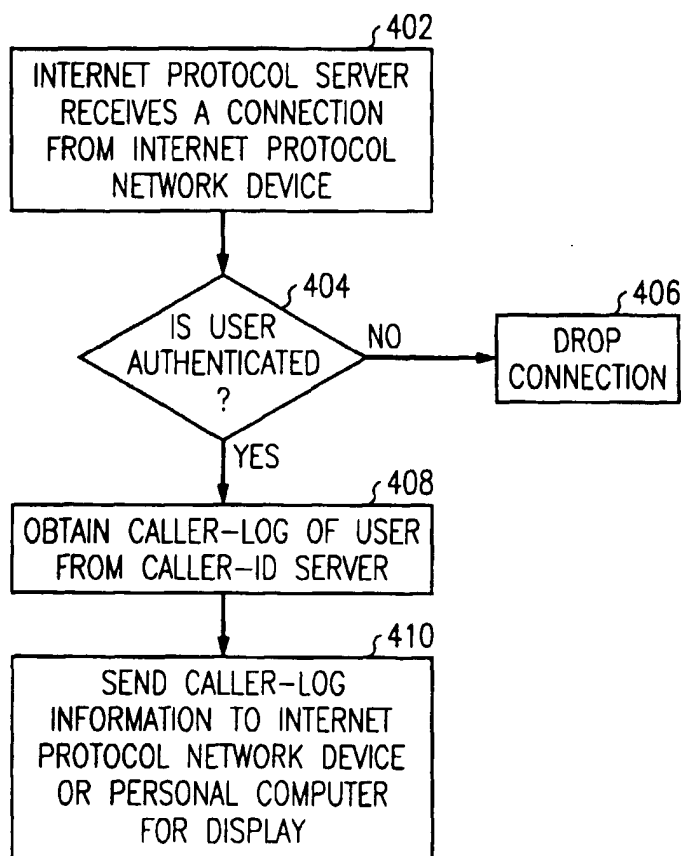 402
INTERNET PROTOCOL SERVER
RECEIVES A CONNECTION
FROM INTERNET PROTOCOL
NETWORK DEVICE
404
IS USER
AUTHENTICATED
?
NO
406
DROP
CONNECTION
YES
408
OBTAIN CALLER-LOG OF USER
FROM CALLER-ID SERVER
410
SEND CALLER-LOG
INFORMATION TO INTERNET
PROTOCOL NETWORK DEVICE
OR PERSONAL COMPUTER
FOR DISPLAY